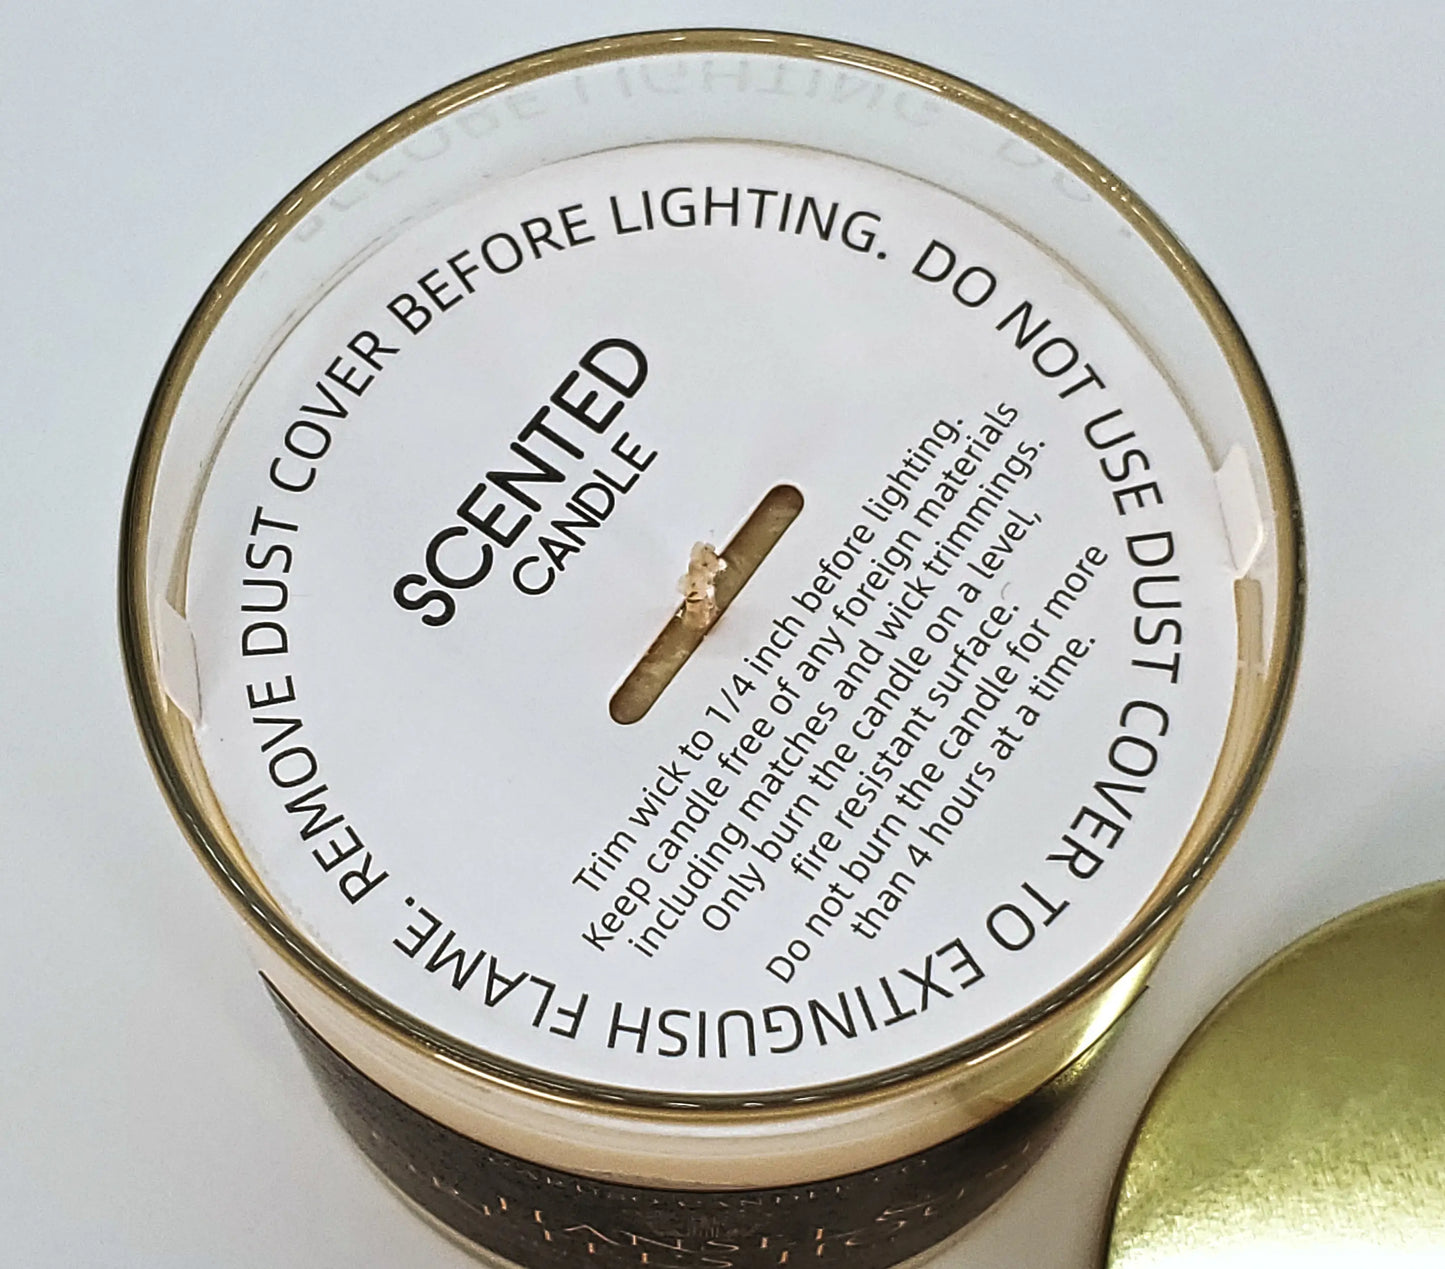 REMOVE DUST COVER BEFORE LIGHTING. DO NOT USE DUST COVER TO EXTINGUISH FLAME.
SCENTED
CANDLE
Trim wick to 1/4 inch before lighting.
Keep candle free of any foreign materials
including matches and wick trimmings.
Only burn the candle on a level,
fire resistant surface.
Do not burn the candle for more
than 4 hours at a time.